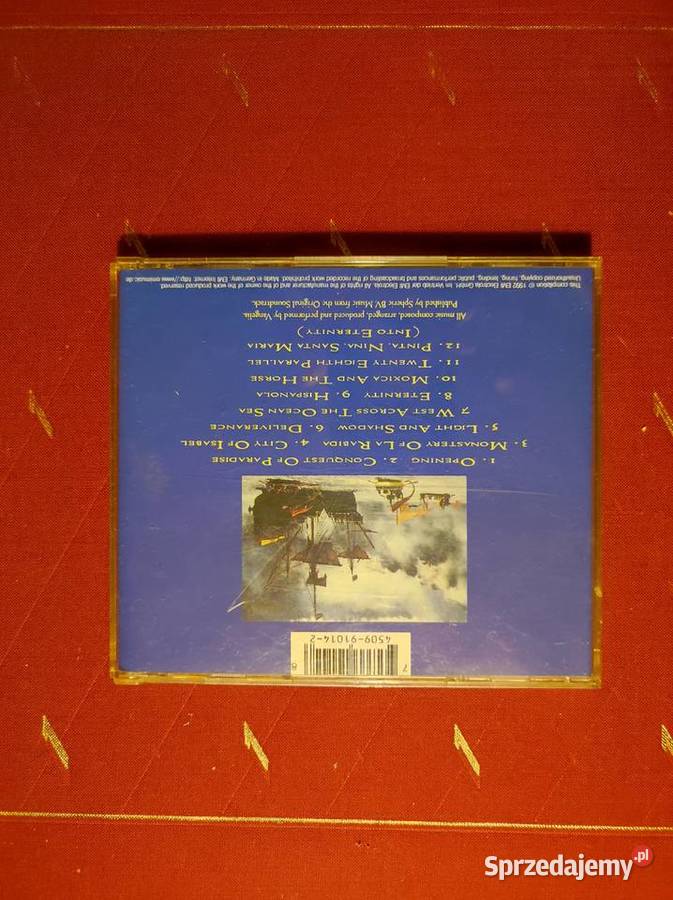 7 8
4509-91014-2
1. OPENING 2. CONQUEST OF PARADISE
3. MONASTERY OF LA RABIDA 4. CITY OF ISABEL
5. LIGHT AND SHADOW 6. DELIVERANCE
7 WEST ACROSS THE OCEAN SEA
8. ETERNITY 9. HISPANOLA
10. MOXICA AND THE HORSE
11. TWENTY EIGHTH PARALLEL
12. PINTA, NINA, SANTA MARIA
(INTO ETERNITY)
All music composed, arranged, produced and performed by Vangelis.
Published by Spheric BV. Music from the Original Soundtrack.
This compilation © 1992 EMI Electrola GmbH. Im Vertrieb der EMI Electrola. All rights of the manufacturer and of the owner of the work produced reserved.
Unauthorised copying, hiring, lending, public performances and broadcasting of the recorded work prohibited. Made in Germany. EMI Internet: http://www.emimusic.de
Sprzedajemy.pl